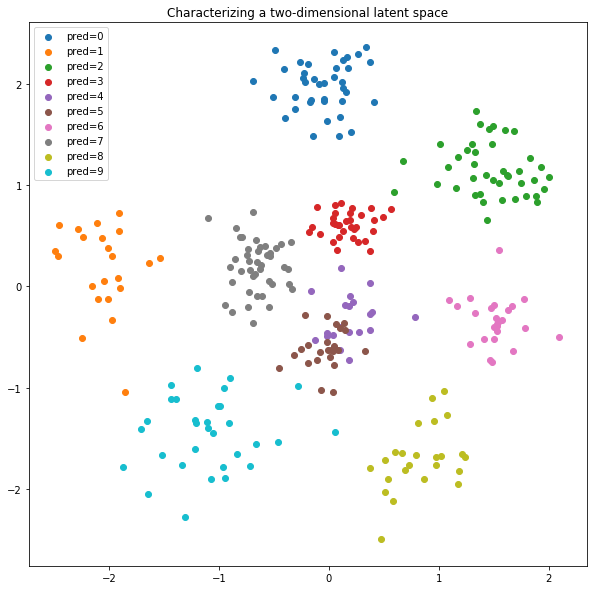 Characterizing a two-dimensional latent space
pred=0
pred=1
pred=2
pred=3
pred=4
pred=5
pred=6
pred=7
pred=8
pred=9
2
1
0
−1
−2
−2
−1
0
1
2